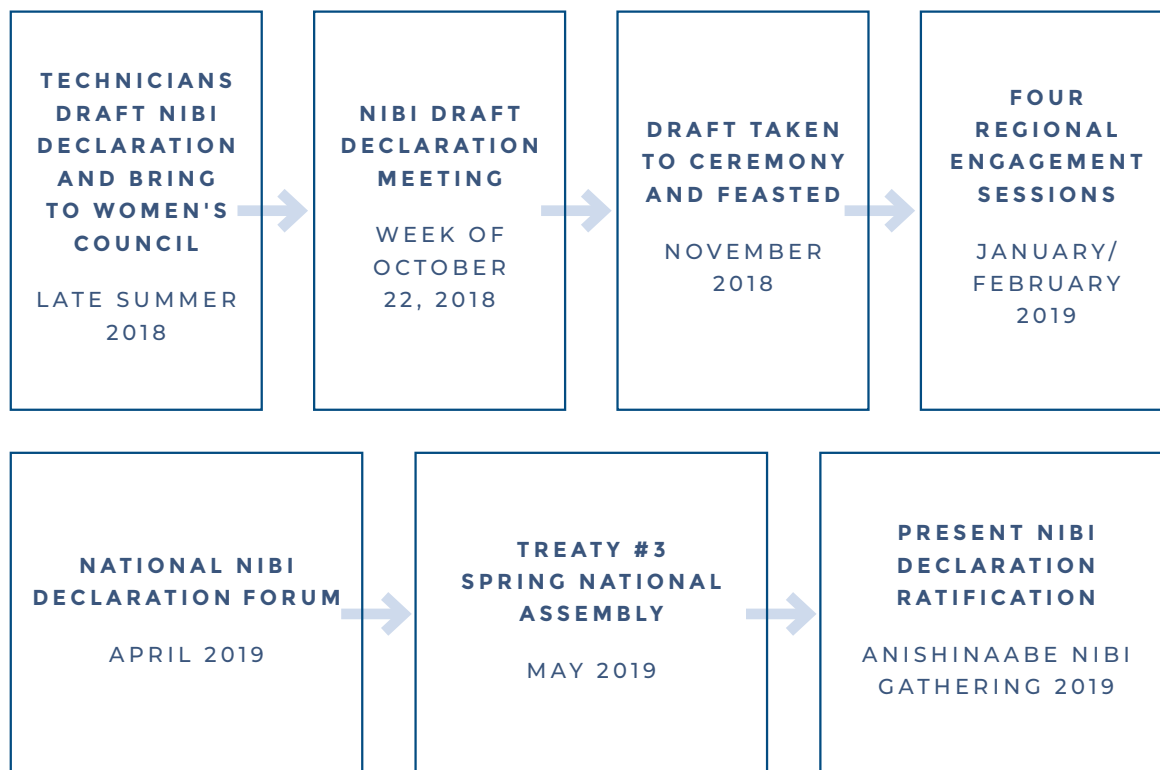 TECHNICIANS
DRAFT NIBI
DECLARATION
AND BRING
TO WOMEN'S
COUNCIL
LATE SUMMER
2018
NIBI DRAFT
DECLARATION
MEETING
WEEK OF
OCTOBER
22, 2018
DRAFT TAKEN
TO CEREMONY
AND FEASTED
NOVEMBER
2018
FOUR
REGIONAL
ENGAGEMENT
SESSIONS
JANUARY/
FEBRUARY
2019
NATIONAL NIBI
DECLARATION FORUM
APRIL 2019
TREATY #3
SPRING NATIONAL
ASSEMBLY
MAY 2019
PRESENT NIBI
DECLARATION
RATIFICATION
ANISHINAABE NIBI
GATHERING 2019